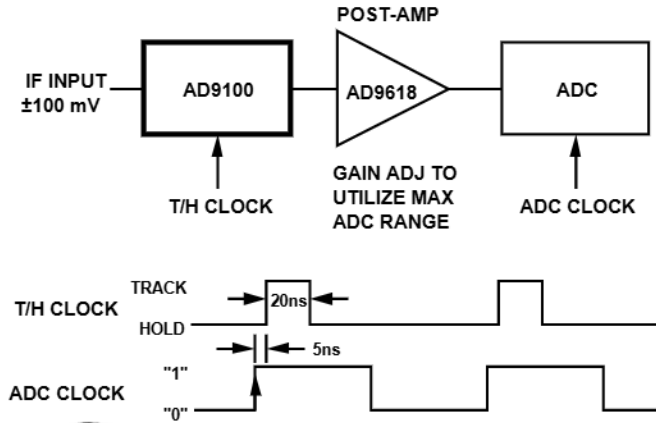 POST-AMP
IF INPUT
±100 mV
AD9100
AD9618
ADC
T/H CLOCK
GAIN ADJ TO
UTILIZE MAX
ADC RANGE
ADC CLOCK
T/H CLOCK
TRACK
HOLD
20ns
5ns
ADC CLOCK
"1"
"0"